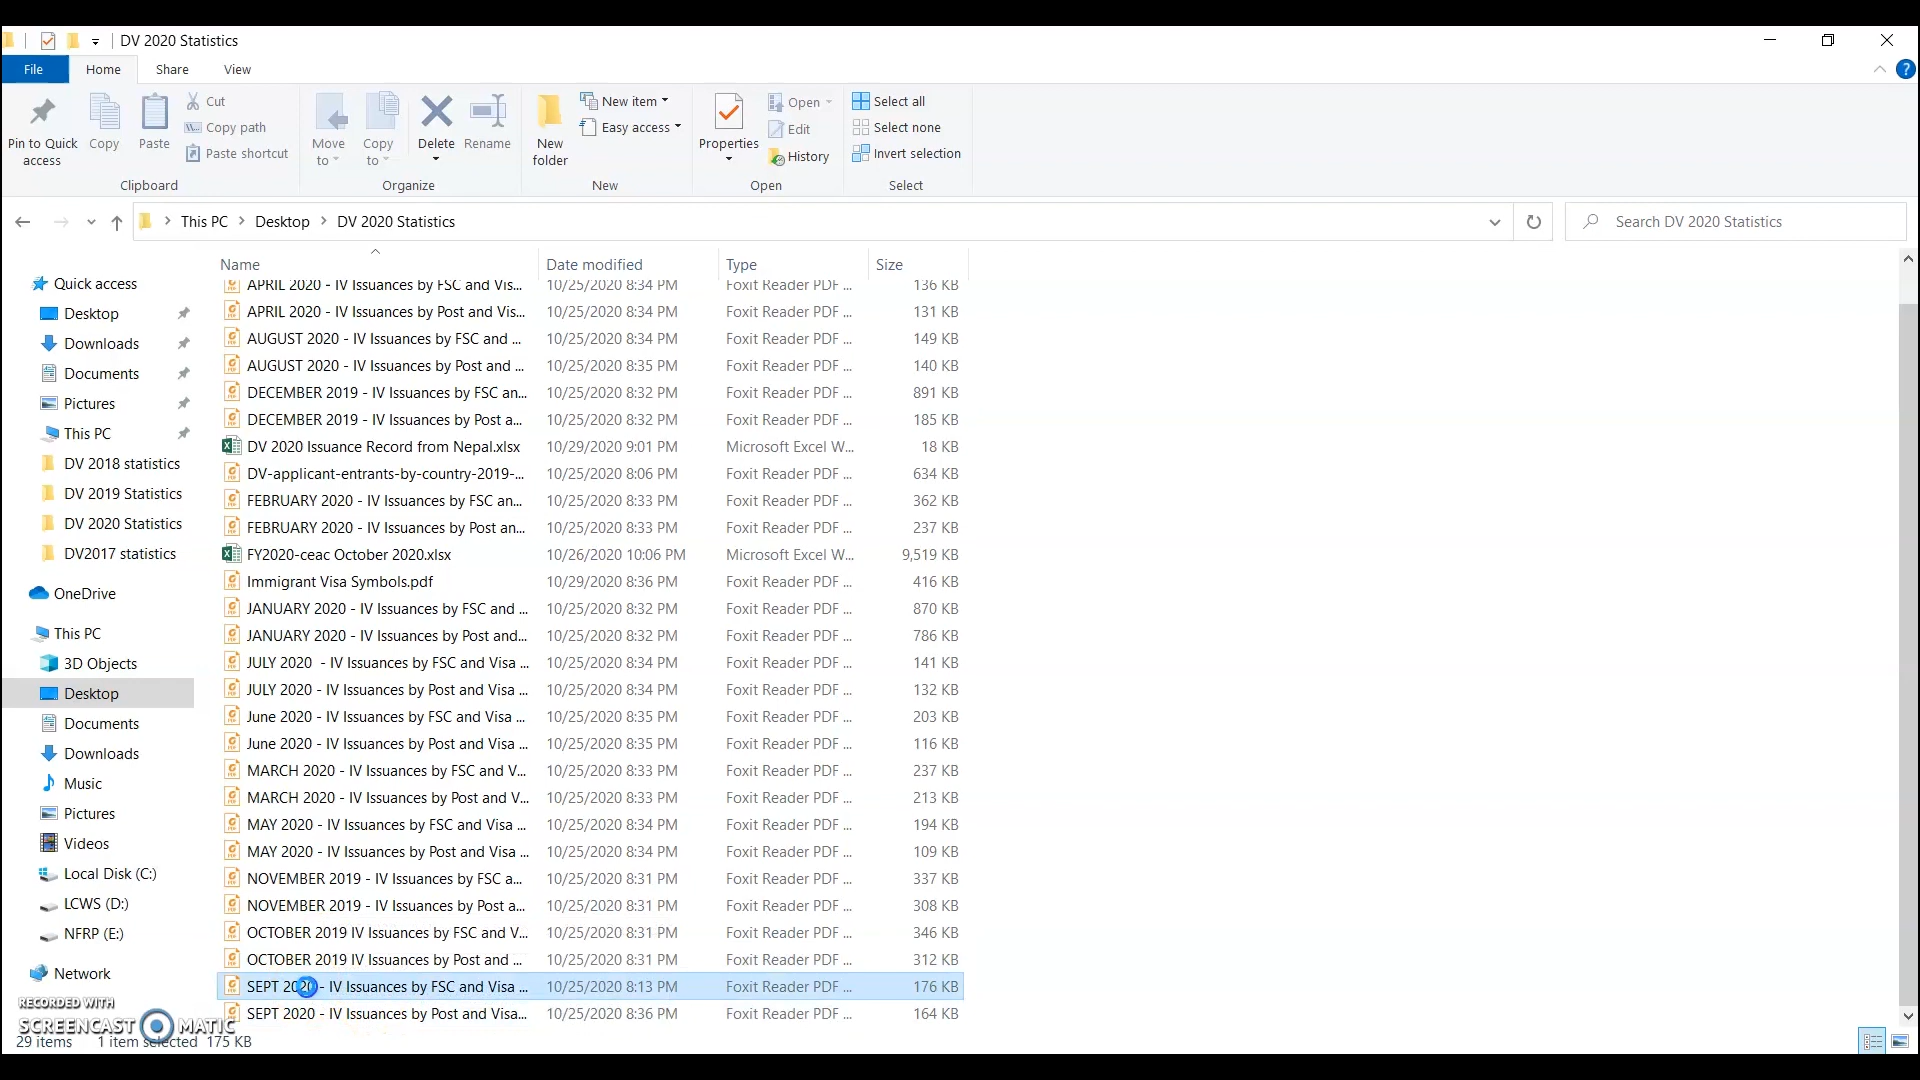 DV 2020 Statistics
File Home Share View
Pin to Quick access
Copy
Paste
Cut
Copy path
Paste shortcut
Clipboard
Move to
Copy to
Delete
Rename
Organize
New folder
New item
Easy access
New
Properties
Open
Edit
History
Open
Select all
Select none
Invert selection
Select
This PC > Desktop > DV 2020 Statistics
Search DV 2020 Statistics
Quick access
Desktop
Downloads
Documents
Pictures
This PC
DV 2018 statistics
DV 2019 Statistics
DV 2020 Statistics
DV2017 statistics
OneDrive
This PC
3D Objects
Desktop
Documents
Downloads
Music
Pictures
Videos
Local Disk (C:)
LCWS (D:)
NFRP (E:)
Network
Name Date modified Type Size
APRIL 2020 - IV Issuances by FSC and Vis... 10/25/2020 8:34 PM Foxit Reader PDF ... 136 KB
APRIL 2020 - IV Issuances by Post and Vis... 10/25/2020 8:34 PM Foxit Reader PDF ... 131 KB
AUGUST 2020 - IV Issuances by FSC and ... 10/25/2020 8:34 PM Foxit Reader PDF ... 149 KB
AUGUST 2020 - IV Issuances by Post and ... 10/25/2020 8:35 PM Foxit Reader PDF ... 140 KB
DECEMBER 2019 - IV Issuances by FSC an... 10/25/2020 8:32 PM Foxit Reader PDF ... 891 KB
DECEMBER 2019 - IV Issuances by Post a... 10/25/2020 8:32 PM Foxit Reader PDF ... 185 KB
DV 2020 Issuance Record from Nepal.xlsx 10/29/2020 9:01 PM Microsoft Excel W... 18 KB
DV-applicant-entrants-by-country-2019-... 10/25/2020 8:06 PM Foxit Reader PDF ... 634 KB
FEBRUARY 2020 - IV Issuances by FSC an... 10/25/2020 8:33 PM Foxit Reader PDF ... 362 KB
FEBRUARY 2020 - IV Issuances by Post an... 10/25/2020 8:33 PM Foxit Reader PDF ... 237 KB
FY2020-ceac October 2020.xlsx 10/26/2020 10:06 PM Microsoft Excel W... 9,519 KB
Immigrant Visa Symbols.pdf 10/29/2020 8:36 PM Foxit Reader PDF ... 416 KB
JANUARY 2020 - IV Issuances by FSC and ... 10/25/2020 8:32 PM Foxit Reader PDF ... 870 KB
JANUARY 2020 - IV Issuances by Post and... 10/25/2020 8:32 PM Foxit Reader PDF ... 786 KB
JULY 2020  - IV Issuances by FSC and Visa ... 10/25/2020 8:34 PM Foxit Reader PDF ... 141 KB
JULY 2020 - IV Issuances by Post and Visa ... 10/25/2020 8:34 PM Foxit Reader PDF ... 132 KB
June 2020 - IV Issuances by FSC and Visa ... 10/25/2020 8:35 PM Foxit Reader PDF ... 203 KB
June 2020 - IV Issuances by Post and Visa ... 10/25/2020 8:35 PM Foxit Reader PDF ... 116 KB
MARCH 2020 - IV Issuances by FSC and V... 10/25/2020 8:33 PM Foxit Reader PDF ... 237 KB
MARCH 2020 - IV Issuances by Post and V... 10/25/2020 8:33 PM Foxit Reader PDF ... 213 KB
MAY 2020 - IV Issuances by FSC and Visa ... 10/25/2020 8:34 PM Foxit Reader PDF ... 194 KB
MAY 2020 - IV Issuances by Post and Visa ... 10/25/2020 8:34 PM Foxit Reader PDF ... 109 KB
NOVEMBER 2019 - IV Issuances by FSC a... 10/25/2020 8:31 PM Foxit Reader PDF ... 337 KB
NOVEMBER 2019 - IV Issuances by Post a... 10/25/2020 8:31 PM Foxit Reader PDF ... 308 KB
OCTOBER 2019 IV Issuances by FSC and V... 10/25/2020 8:31 PM Foxit Reader PDF ... 346 KB
OCTOBER 2019 IV Issuances by Post and ... 10/25/2020 8:31 PM Foxit Reader PDF ... 312 KB
SEPT 2020 - IV Issuances by FSC and Visa ... 10/25/2020 8:13 PM Foxit Reader PDF ... 176 KB
SEPT 2020 - IV Issuances by Post and Visa... 10/25/2020 8:36 PM Foxit Reader PDF ... 164 KB
RECORDED WITH
SCREENCAST MATIC
29 items 1 item selected 175 KB